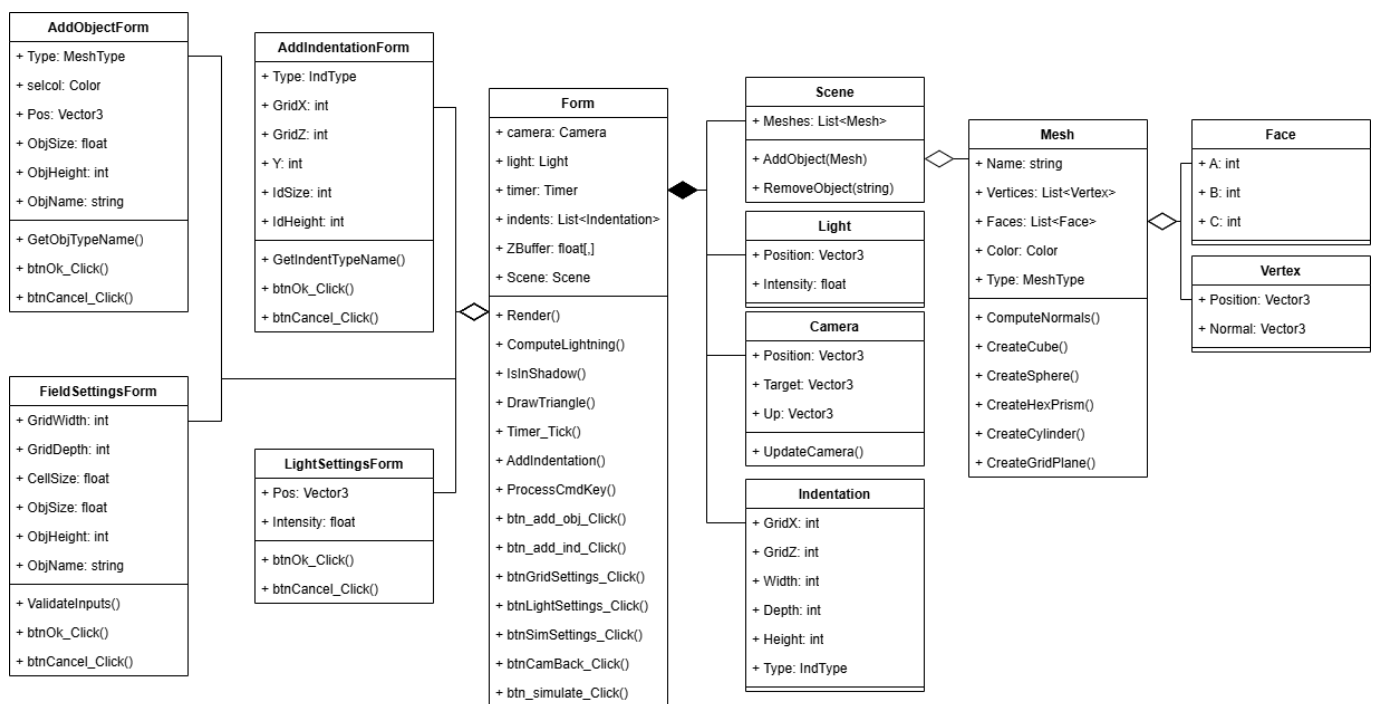 AddObjectForm
+ Type: MeshType
+ selcol: Color
+ Pos: Vector3
+ ObjSize: float
+ ObjHeight: int
+ ObjName: string
+ GetObjTypeName()
+ btnOk_Click()
+ btnCancel_Click()
FieldSettingsForm
+ GridWidth: int
+ GridDepth: int
+ CellSize: float
+ ObjSize: float
+ ObjHeight: int
+ ObjName: string
+ ValidateInputs()
+ btnOk_Click()
+ btnCancel_Click()
AddIndentationForm
+ Type: IndType
+ GridX: int
+ GridZ: int
+ Y: int
+ IdSize: int
+ IdHeight: int
+ GetIndentTypeName()
+ btnOk_Click()
+ btnCancel_Click()
LightSettingsForm
+ Pos: Vector3
+ Intensity: float
+ btnOk_Click()
+ btnCancel_Click()
Form
+ camera: Camera
+ light: Light
+ timer: Timer
+ indents: List<Indentation>
+ ZBuffer: float[,]
+ Scene: Scene
+ Render()
+ ComputeLightning()
+ IsInShadow()
+ DrawTriangle()
+ Timer_Tick()
+ AddIndentation()
+ ProcessCmdKey()
+ btn_add_obj_Click()
+ btn_add_ind_Click()
+ btnGridSettings_Click()
+ btnLightSettings_Click()
+ btnSimSettings_Click()
+ btnCamBack_Click()
+ btn_simulate_Click()
Scene
+ Meshes: List<Mesh>
+ AddObject(Mesh)
+ RemoveObject(string)
Light
+ Position: Vector3
+ Intensity: float
Camera
+ Position: Vector3
+ Target: Vector3
+ Up: Vector3
+ UpdateCamera()
Indentation
+ GridX: int
+ GridZ: int
+ Width: int
+ Depth: int
+ Height: int
+ Type: IndType
Mesh
+ Name: string
+ Vertices: List<Vertex>
+ Faces: List<Face>
+ Color: Color
+ Type: MeshType
+ ComputeNormals()
+ CreateCube()
+ CreateSphere()
+ CreateHexPrism()
+ CreateCylinder()
+ CreateGridPlane()
Face
+ A: int
+ B: int
+ C: int
Vertex
+ Position: Vector3
+ Normal: Vector3